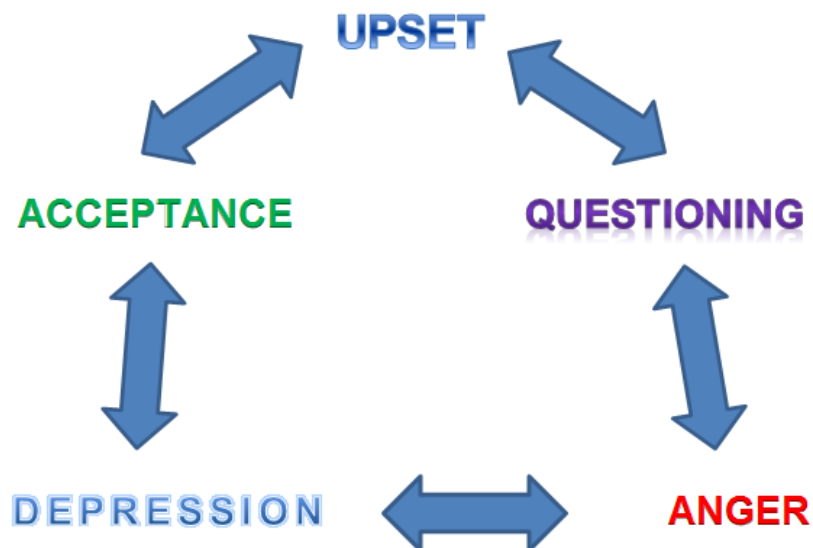 UPSET
ACCEPTANCE
QUESTIONING
DEPRESSION
ANGER